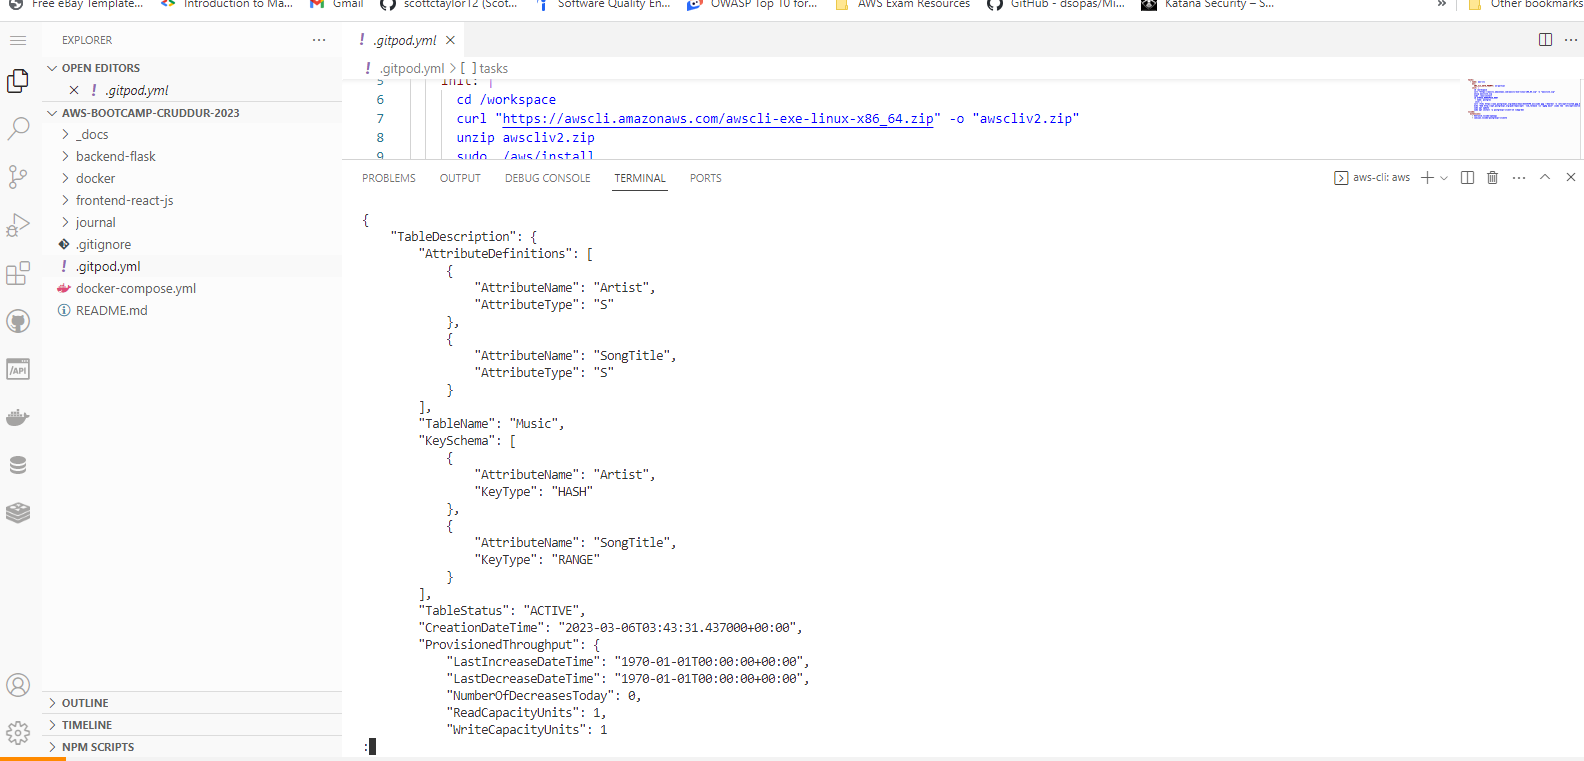 Free eBay Template... Introduction to Ma... Gmail scottctaylor12 (Scot... Software Quality En... OWASP Top 10 for... AWS Exam Resources GitHub - dsopas/Mi... Katana Security – S... » Other bookmarks
EXPLORER ...
OPEN EDITORS
! .gitpod.yml
AWS-BOOTCAMP-CRUDDUR-2023
_docs
backend-flask
docker
frontend-react-js
journal
.gitignore
! .gitpod.yml
docker-compose.yml
README.md
OUTLINE
TIMELINE
NPM SCRIPTS
! .gitpod.yml
! .gitpod.yml > [ ] tasks
5 init: |
6 cd /workspace
7 curl "https://awscli.amazonaws.com/awscli-exe-linux-x86_64.zip" -o "awscliv2.zip"
8 unzip awscliv2.zip
9 sudo ./aws/install
PROBLEMS OUTPUT DEBUG CONSOLE TERMINAL PORTS aws-cli: aws
{
"TableDescription": {
"AttributeDefinitions": [
{
"AttributeName": "Artist",
"AttributeType": "S"
},
{
"AttributeName": "SongTitle",
"AttributeType": "S"
}
],
"TableName": "Music",
"KeySchema": [
{
"AttributeName": "Artist",
"KeyType": "HASH"
},
{
"AttributeName": "SongTitle",
"KeyType": "RANGE"
}
],
"TableStatus": "ACTIVE",
"CreationDateTime": "2023-03-06T03:43:31.437000+00:00",
"ProvisionedThroughput": {
"LastIncreaseDateTime": "1970-01-01T00:00:00+00:00",
"LastDecreaseDateTime": "1970-01-01T00:00:00+00:00",
"NumberOfDecreasesToday": 0,
"ReadCapacityUnits": 1,
"WriteCapacityUnits": 1
:
/API